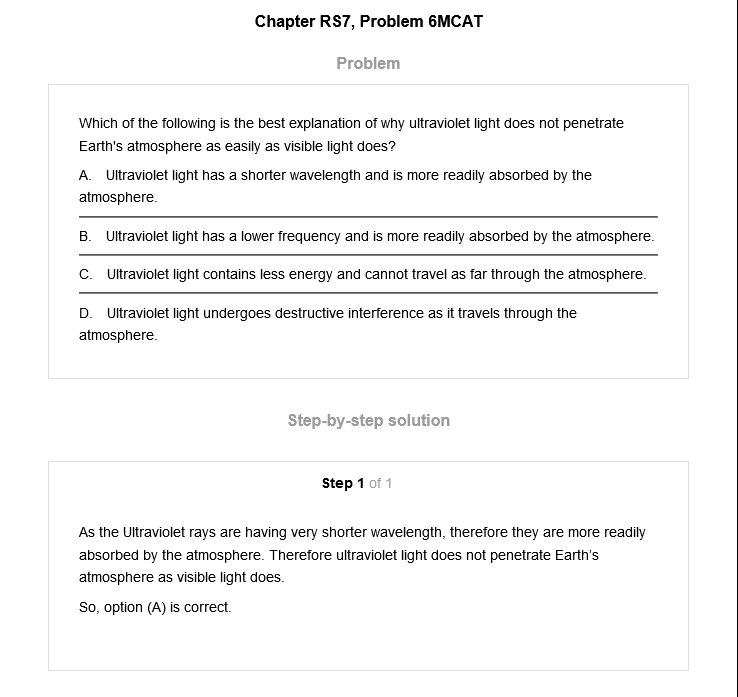 Chapter RS7, Problem 6MCAT
Problem
Which of the following is the best explanation of why ultraviolet light does not penetrate
Earth's atmosphere as easily as visible light does?
A. Ultraviolet light has a shorter wavelength and is more readily absorbed by the
atmosphere.
B. Ultraviolet light has a lower frequency and is more readily absorbed by the atmosphere.
C. Ultraviolet light contains less energy and cannot travel as far through the atmosphere.
D. Ultraviolet light undergoes destructive interference as it travels through the
atmosphere.
Step-by-step solution
Step 1 of 1
As the Ultraviolet rays are having very shorter wavelength, therefore they are more readily
absorbed by the atmosphere. Therefore ultraviolet light does not penetrate Earth's
atmosphere as visible light does.
So, option (A) is correct.